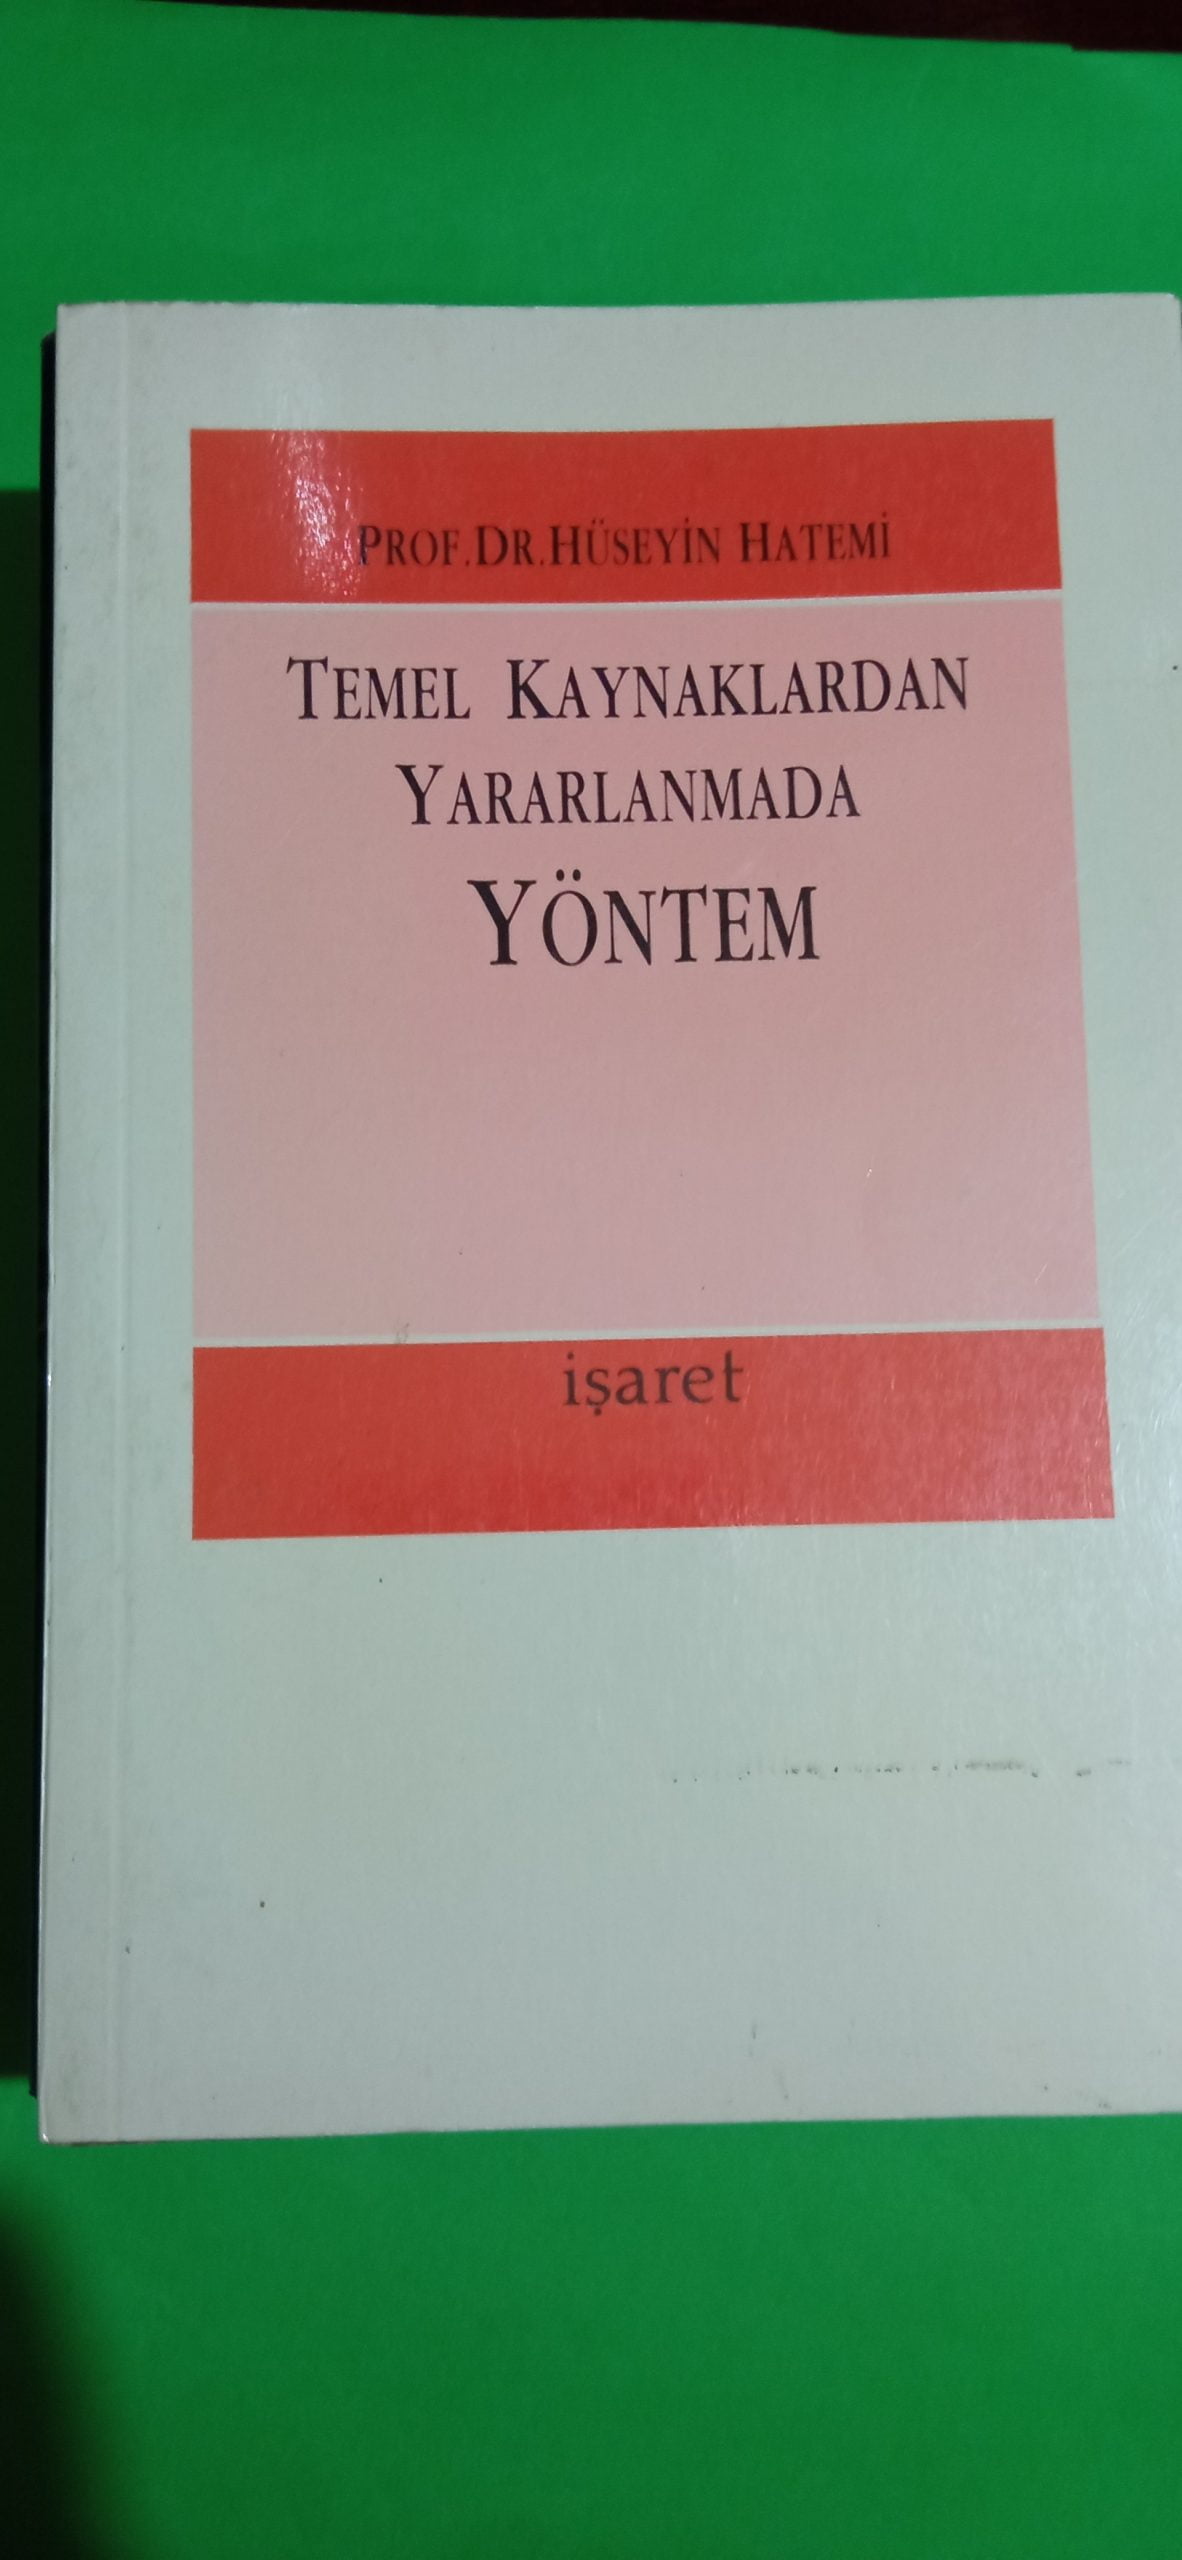 PROF.DR.HÜSEYİN HATEMİ
TEMEL KAYNAKLARDAN
YARARLANMADA
YÖNTEM
işaret